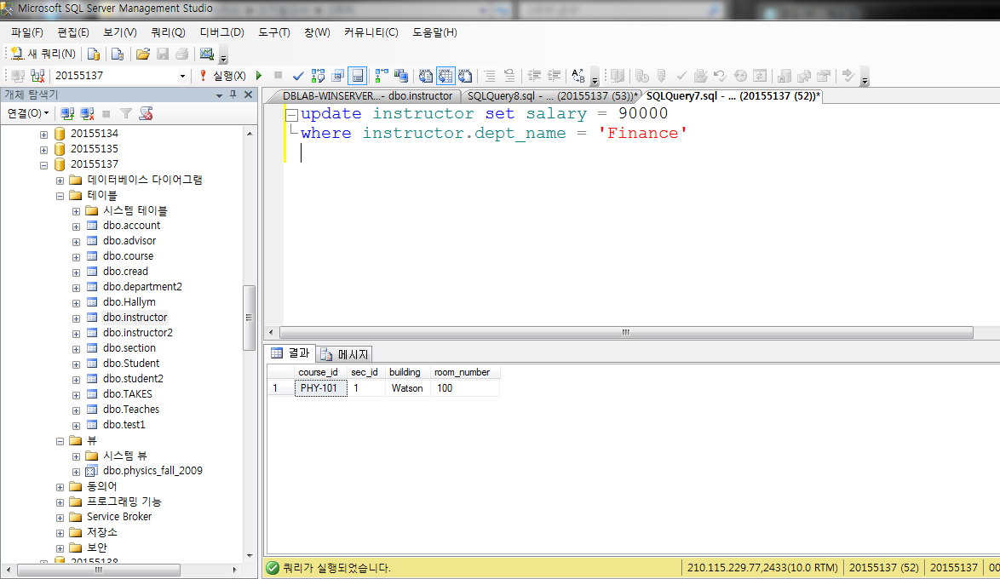 Microsoft SQL Server Management Studio
파일(F) 편집(E) 보기(V) 쿼리(Q) 디버그(D) 도구(T) 창(W) 커뮤니티(C) 도움말(H)
새 쿼리(N)
20155137 실행(X)
개체 탐색기
연결(O)
20155134
20155135
20155137
데이터베이스 다이어그램
테이블
시스템 테이블
dbo.account
dbo.advisor
dbo.course
dbo.cread
dbo.department2
dbo.Hallym
dbo.instructor
dbo.instructor2
dbo.section
dbo.Student
dbo.student2
dbo.TAKES
dbo.Teaches
dbo.test1
뷰
시스템 뷰
dbo.physics_fall_2009
동의어
프로그래밍 기능
Service Broker
저장소
보안
20155138
DBLAB-WINSERVER...- dbo.instructor SQLQuery8.sql - ... (20155137 (53))* SQLQuery7.sql - ... (20155137 (52))*
update instructor set salary = 90000
where instructor.dept_name = 'Finance'
결과 메시지
course_id sec_id building room_number
1 PHY-101 1 Watson 100
쿼리가 실행되었습니다. 210.115.229.77,2433(10.0 RTM) 20155137 (52) 20155137 00